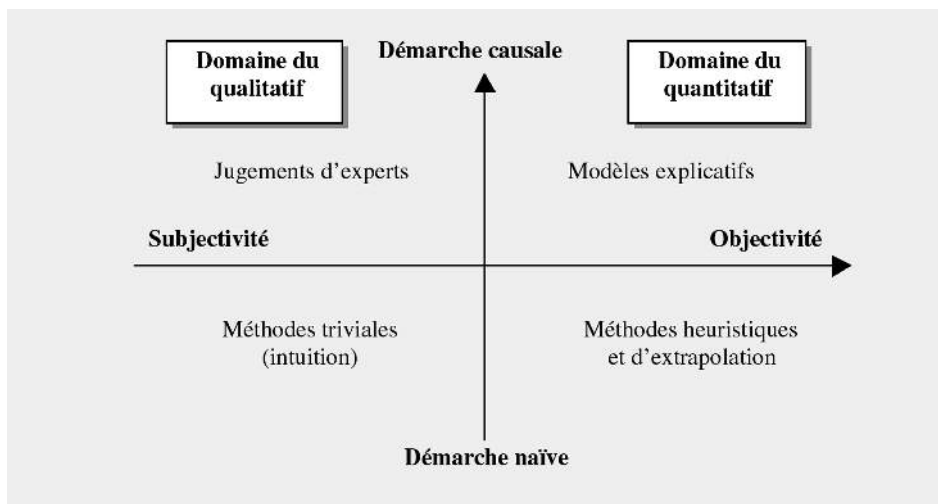 Domaine du
qualitatif
Démarche causale
Domaine du
quantitatif
Jugements d'experts
Modèles explicatifs
Subjectivité
Objectivité
Méthodes triviales
(intuition)
Méthodes heuristiques
et d'extrapolation
Démarche naïve